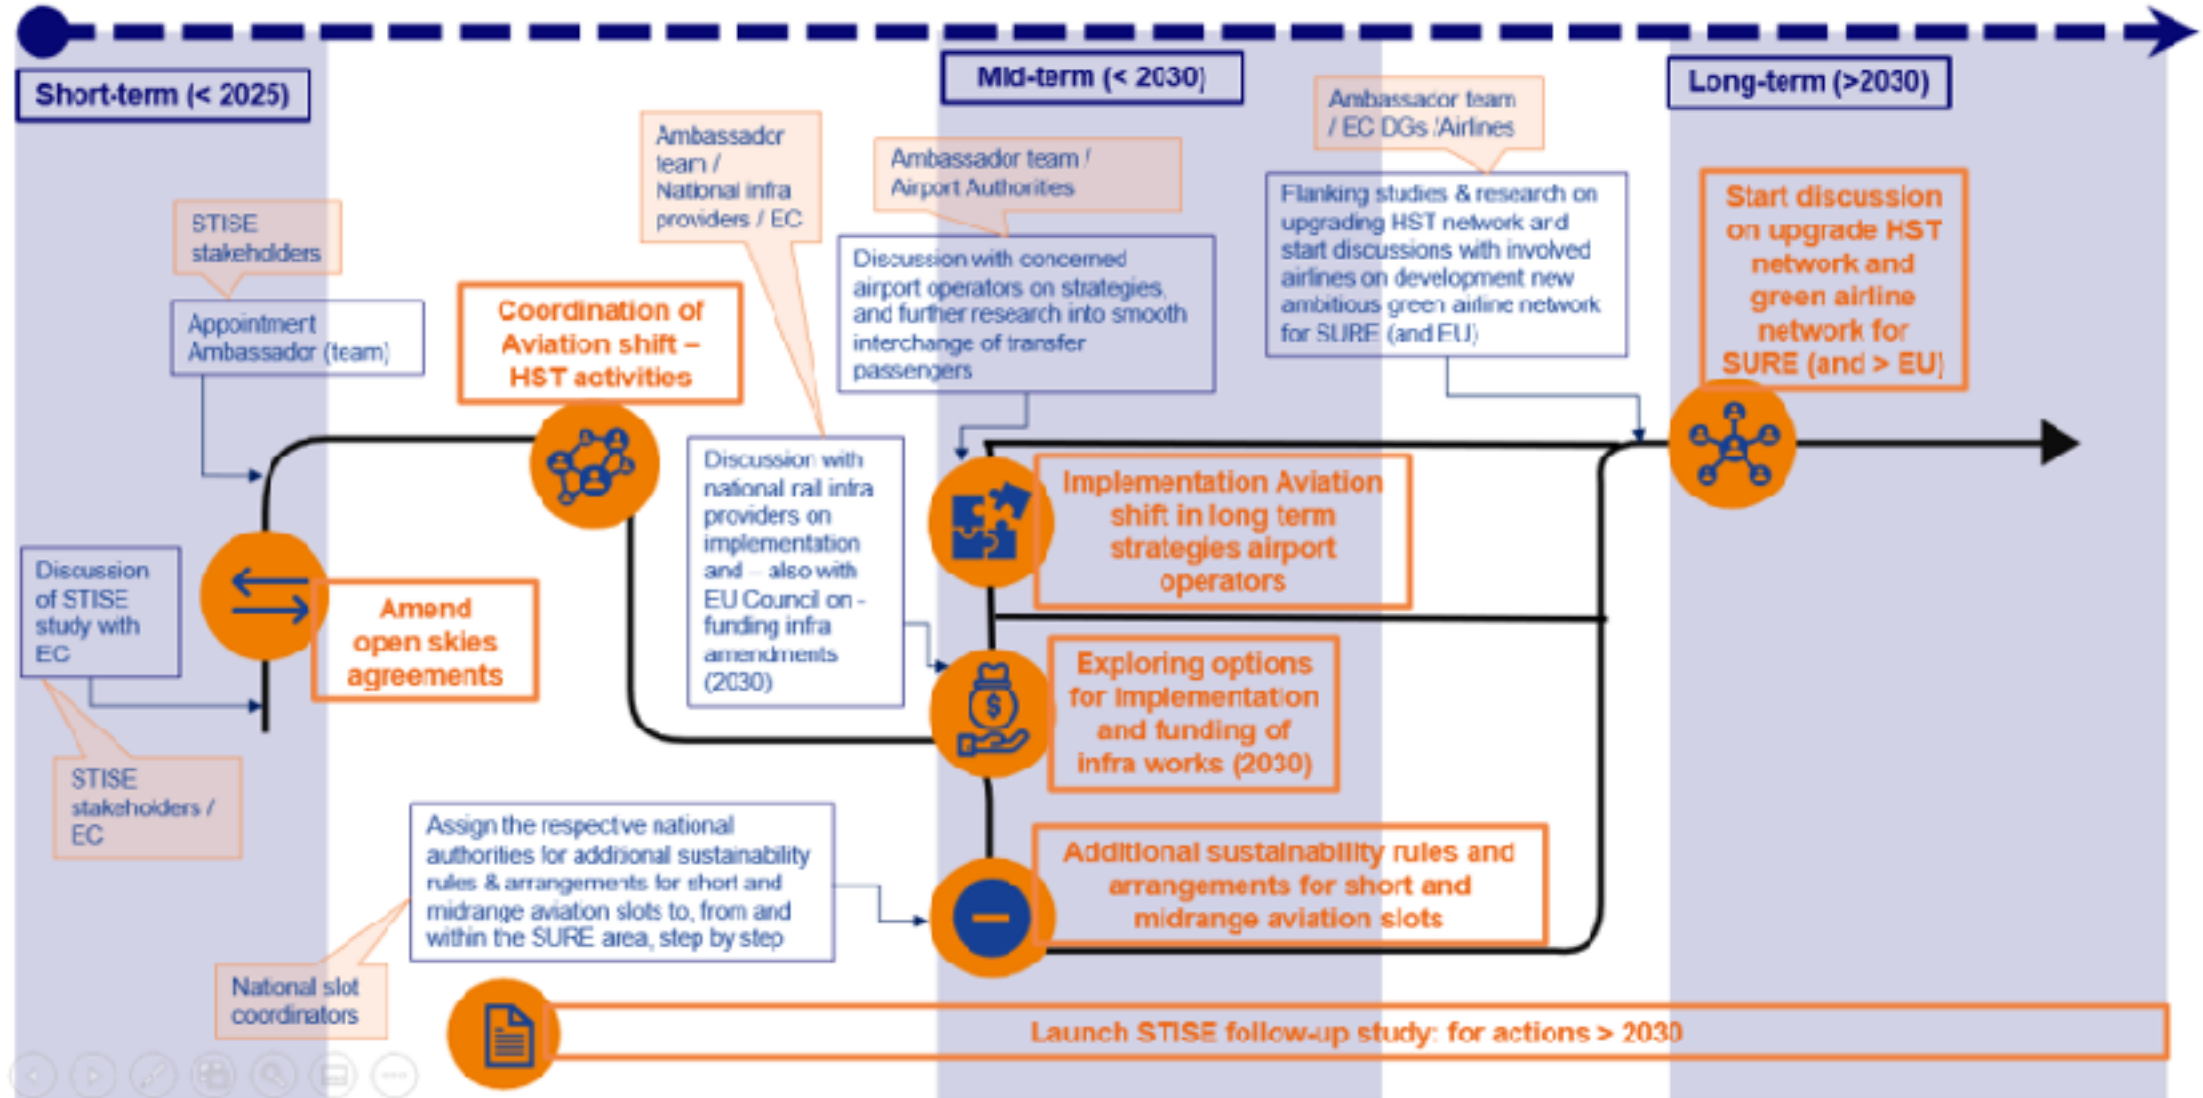 Short-term (< 2025)
Mid-term (< 2030)
Long-term (>2030)
STISE
stakeholders
Appointment
Ambassador (team)
Discussion
of STISE
study with
EC
STISE
stakeholders /
EC
Amend
open skies
agreements
Coordination of
Aviation shift –
HST activities
Ambassador
team /
National infra
providers / EC
Discussion with
national rail infra
providers on
implementation
and – also with
EU Council on -
funding infra
amendments
(2030)
Ambassador team /
Airport Authorities
Discussion with concerned
airport operators on strategies,
and further research into smooth
interchange of transfer
passengers
Ambassador team
/ EC DGs /Airlines
Flanking studies & research on
upgrading HST network and
start discussions with involved
airlines on development new
ambitious green airline network
for SURE (and EU)
Start discussion
on upgrade HST
network and
green airline
network for
SURE (and > EU)
Implementation Aviation
shift in long term
strategies airport
operators
Exploring options
for implementation
and funding of
infra works (2030)
$
Assign the respective national
authorities for additional sustainability
rules & arrangements for short and
midrange aviation slots to, from and
within the SURE area, step by step
National slot
coordinators
Additional sustainability rules and
arrangements for short and
midrange aviation slots
Launch STISE follow-up study: for actions > 2030